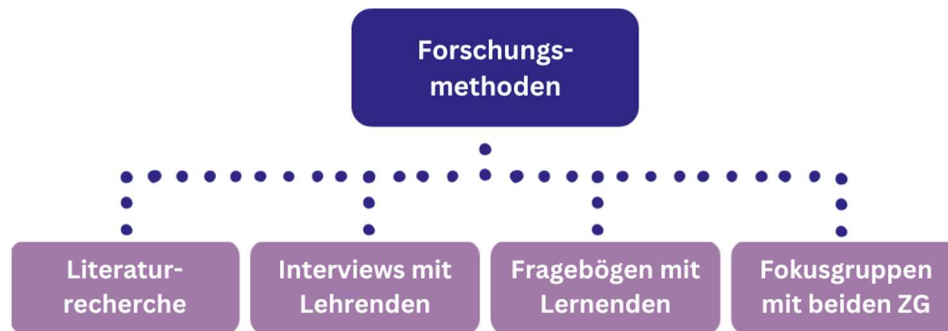 Forschungs-
methoden
Literatur-
recherche
Interviews mit
Lehrenden
Fragebögen mit
Lernenden
Fokusgruppen
mit beiden ZG